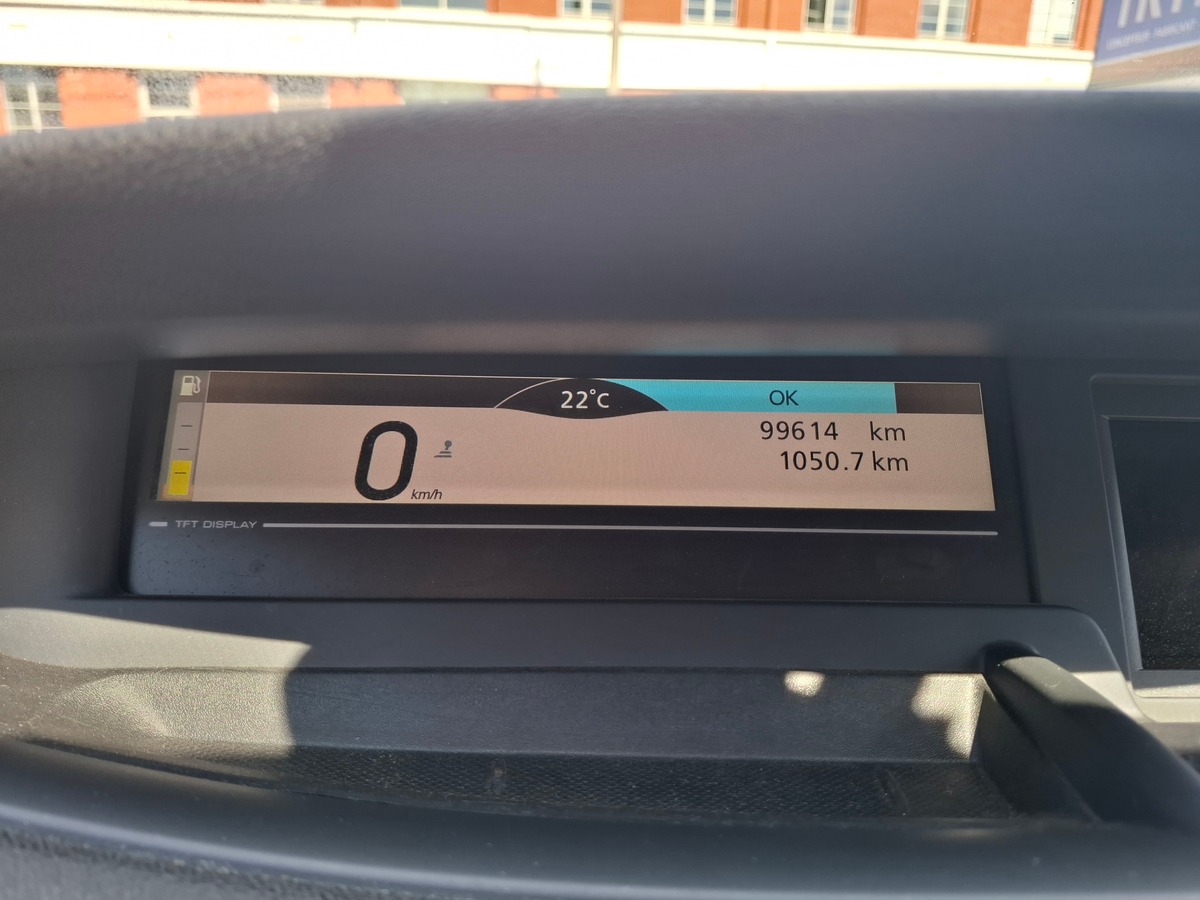 22°C
OK
99614 km
1050.7 km
0 km/h
TFT DISPLAY